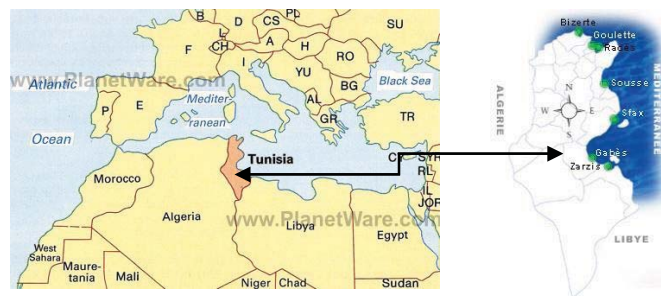 B
D
PL
CS
SU
L
F
CH
A
H
RO
I
YU
BG
www.PlanetWare.com
Black Sea
Atlantic
Ocean
P
E
Mediter
ranean
AL
GR
TR
Tunisia
CY
SYR
RL
IL
JOR
Morocco
Algeria
www.PlanetWare.com
Libya
Egypt
West
Sahara
Maure-
tania
Mali
Niger
Chad
Sudan
Bizerte
Goulette
Radès
MEDITERRANEE
ALGERIE
N
W
E
S
Sousse
Sfax
Gabès
Zarzis
LIBYE